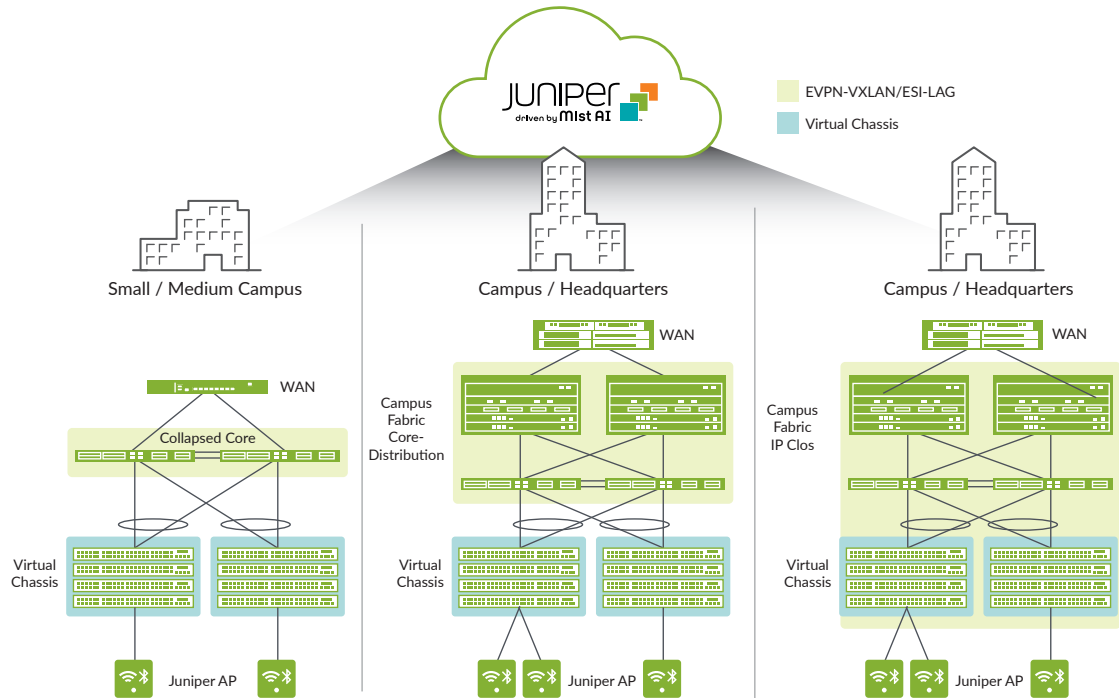 JUNIPER
driven by Mist AI
™
EVPN-VXLAN/ESI-LAG
Virtual Chassis
Small / Medium Campus
WAN
Collapsed Core
Virtual
Chassis
Juniper AP
Campus / Headquarters
WAN
Campus
Fabric
Core-
Distribution
Virtual
Chassis
Juniper AP
Campus / Headquarters
WAN
Campus
Fabric
IP Clos
Virtual
Chassis
Juniper AP